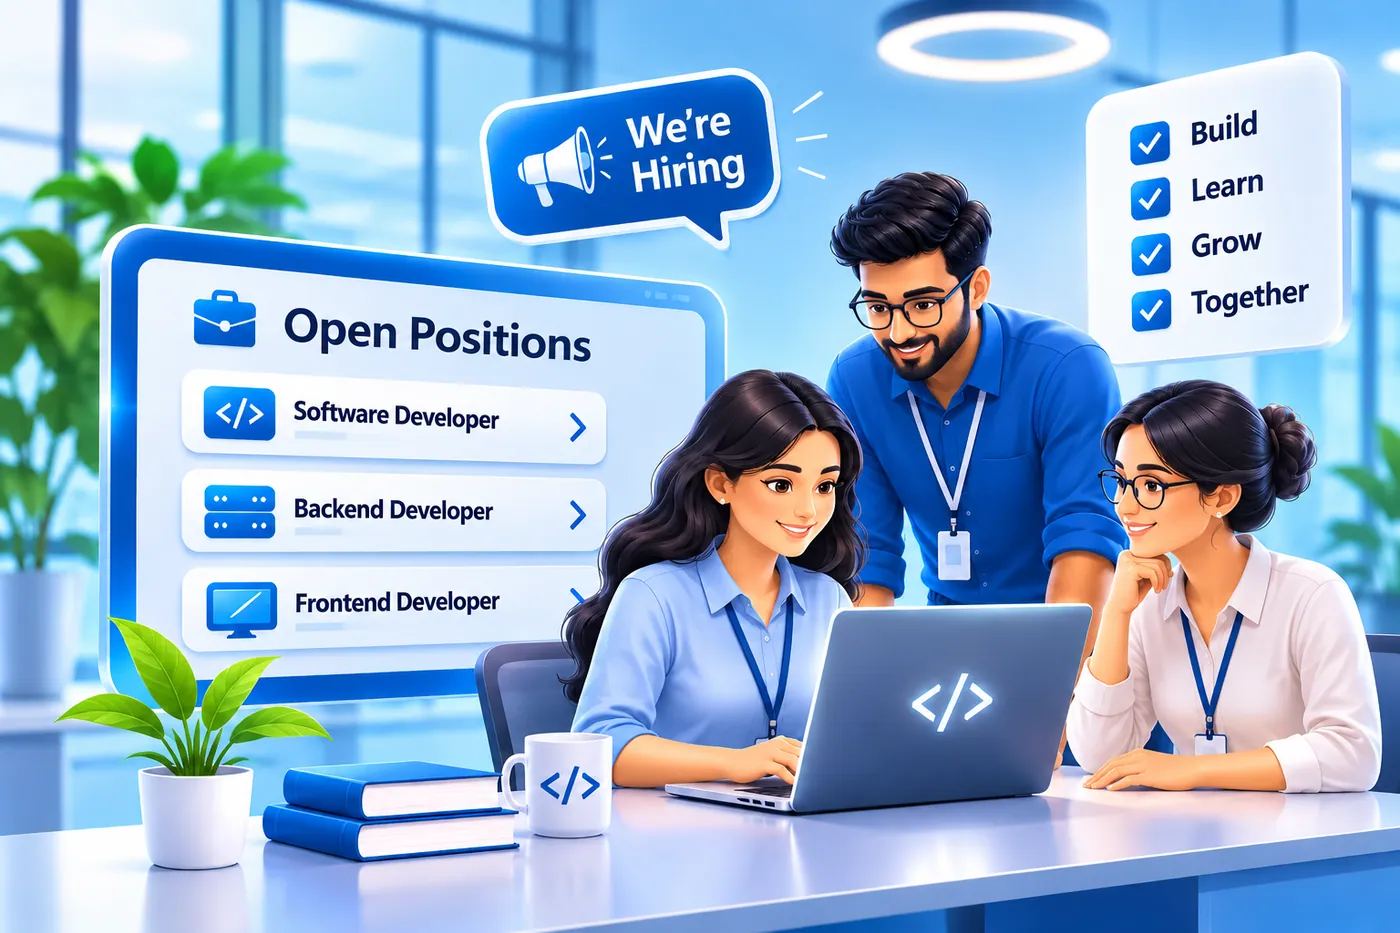 We're
Hiring
Open Positions
</> Software Developer
Backend Developer
Frontend Developer
Build
Learn
Grow
Together
</>
</>